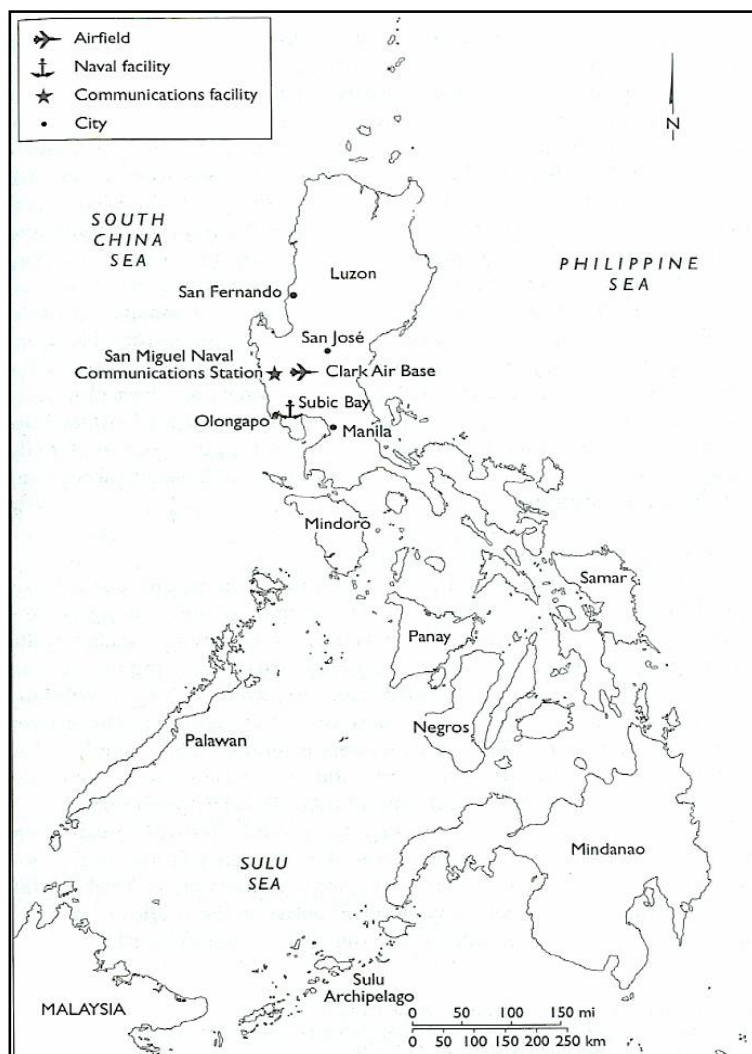 Airfield
Naval facility
Communications facility
City
N
SOUTH
CHINA
SEA
Luzon
PHILIPPINE
SEA
San Fernando
San José
San Miguel Naval
Communications Station
Clark Air Base
Subic Bay
Olongapo
Manila
Mindoro
Samar
Panay
Negros
Palawan
Mindanao
SULU
SEA
Sulu
Archipelago
MALAYSIA
0 50 100 150 mi
0 50 100 150 200 250 km